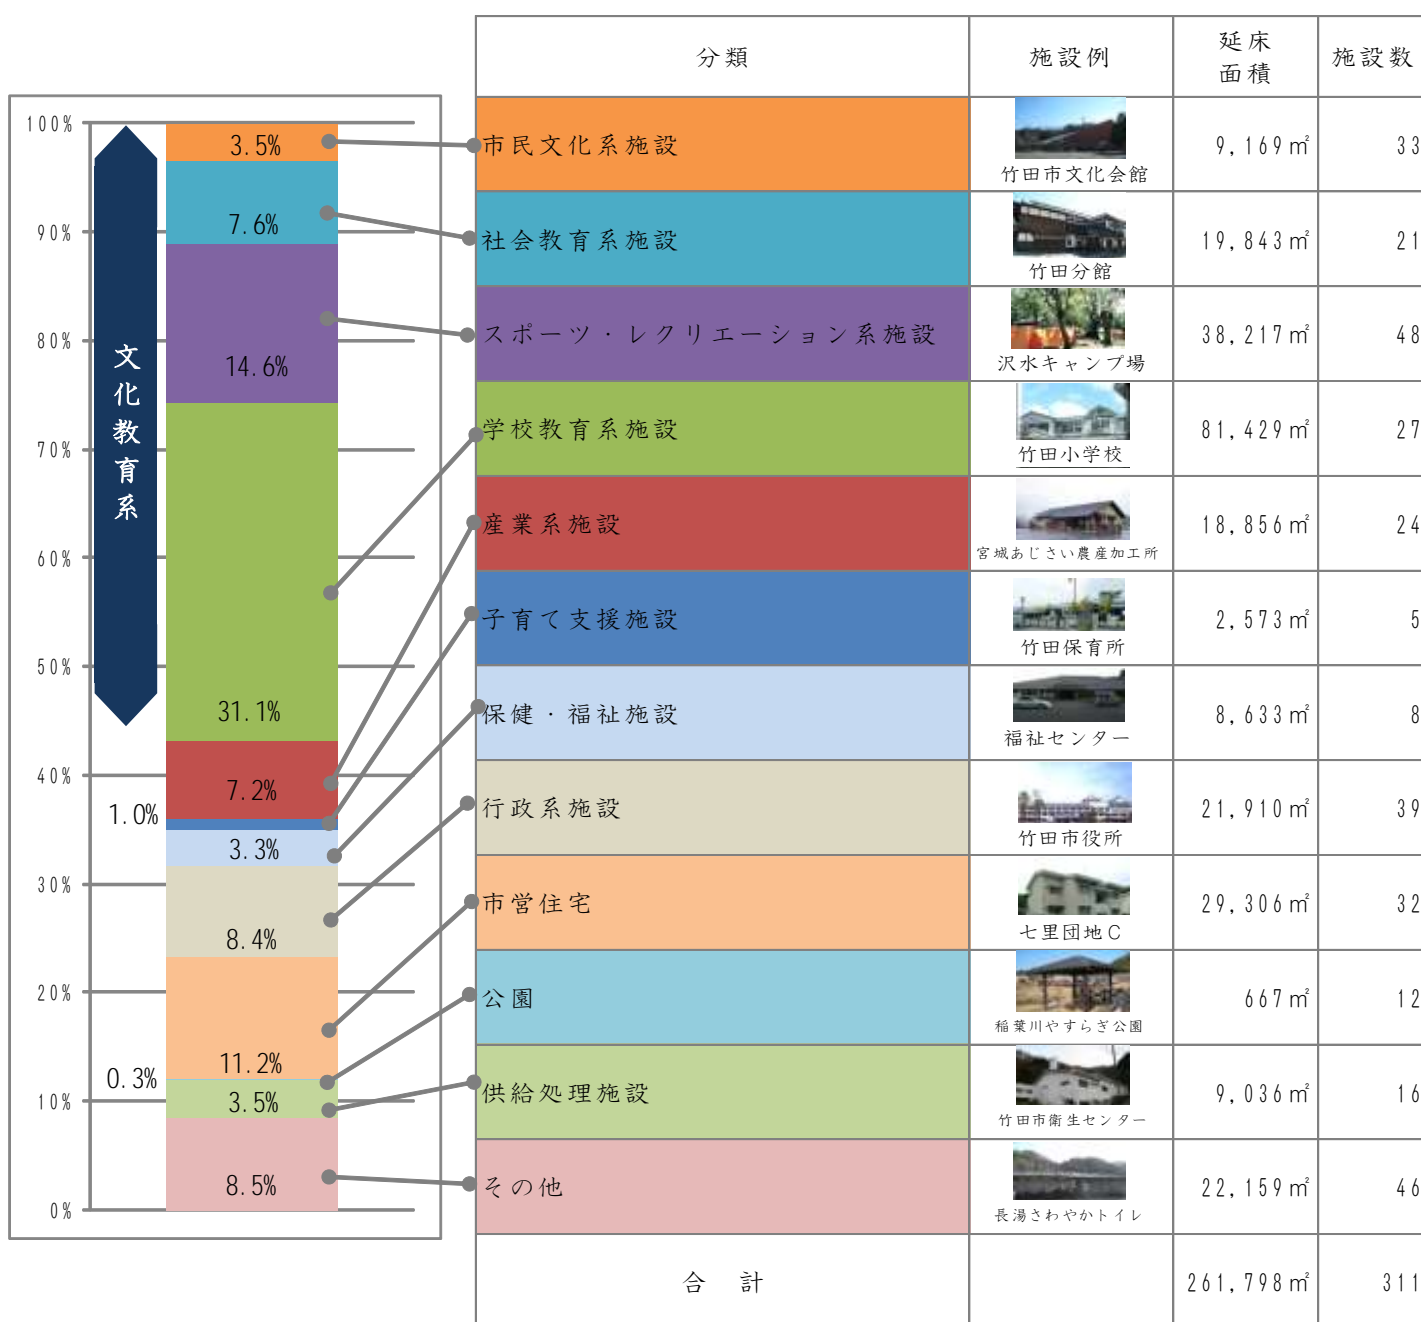 分類
施設例
延床
面積
施設数
100%
90%
80%
70%
60%
50%
40%
30%
20%
10%
0%
文化教育系
3.5%
7.6%
14.6%
31.1%
7.2%
1.0%
3.3%
8.4%
11.2%
0.3%
3.5%
8.5%
市民文化系施設
竹田市文化会館
9,169㎡
33
社会教育系施設
竹田分館
19,843㎡
21
スポーツ・レクリエーション系施設
沢水キャンプ場
38,217㎡
48
学校教育系施設
竹田小学校
81,429㎡
27
産業系施設
宮城あじさい農産加工所
18,856㎡
24
子育て支援施設
竹田保育所
2,573㎡
5
保健・福祉施設
福祉センター
8,633㎡
8
行政系施設
竹田市役所
21,910㎡
39
市営住宅
七里団地C
29,306㎡
32
公園
稲葉川やすらぎ公園
667㎡
12
供給処理施設
竹田市衛生センター
9,036㎡
16
その他
長湯さわやかトイレ
22,159㎡
46
合 計
261,798㎡
311